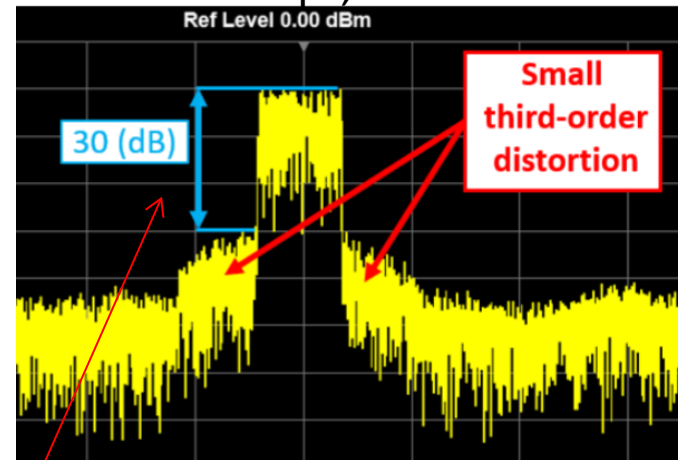 Ref Level 0.00 dBm
Small
third-order
distortion
30 (dB)